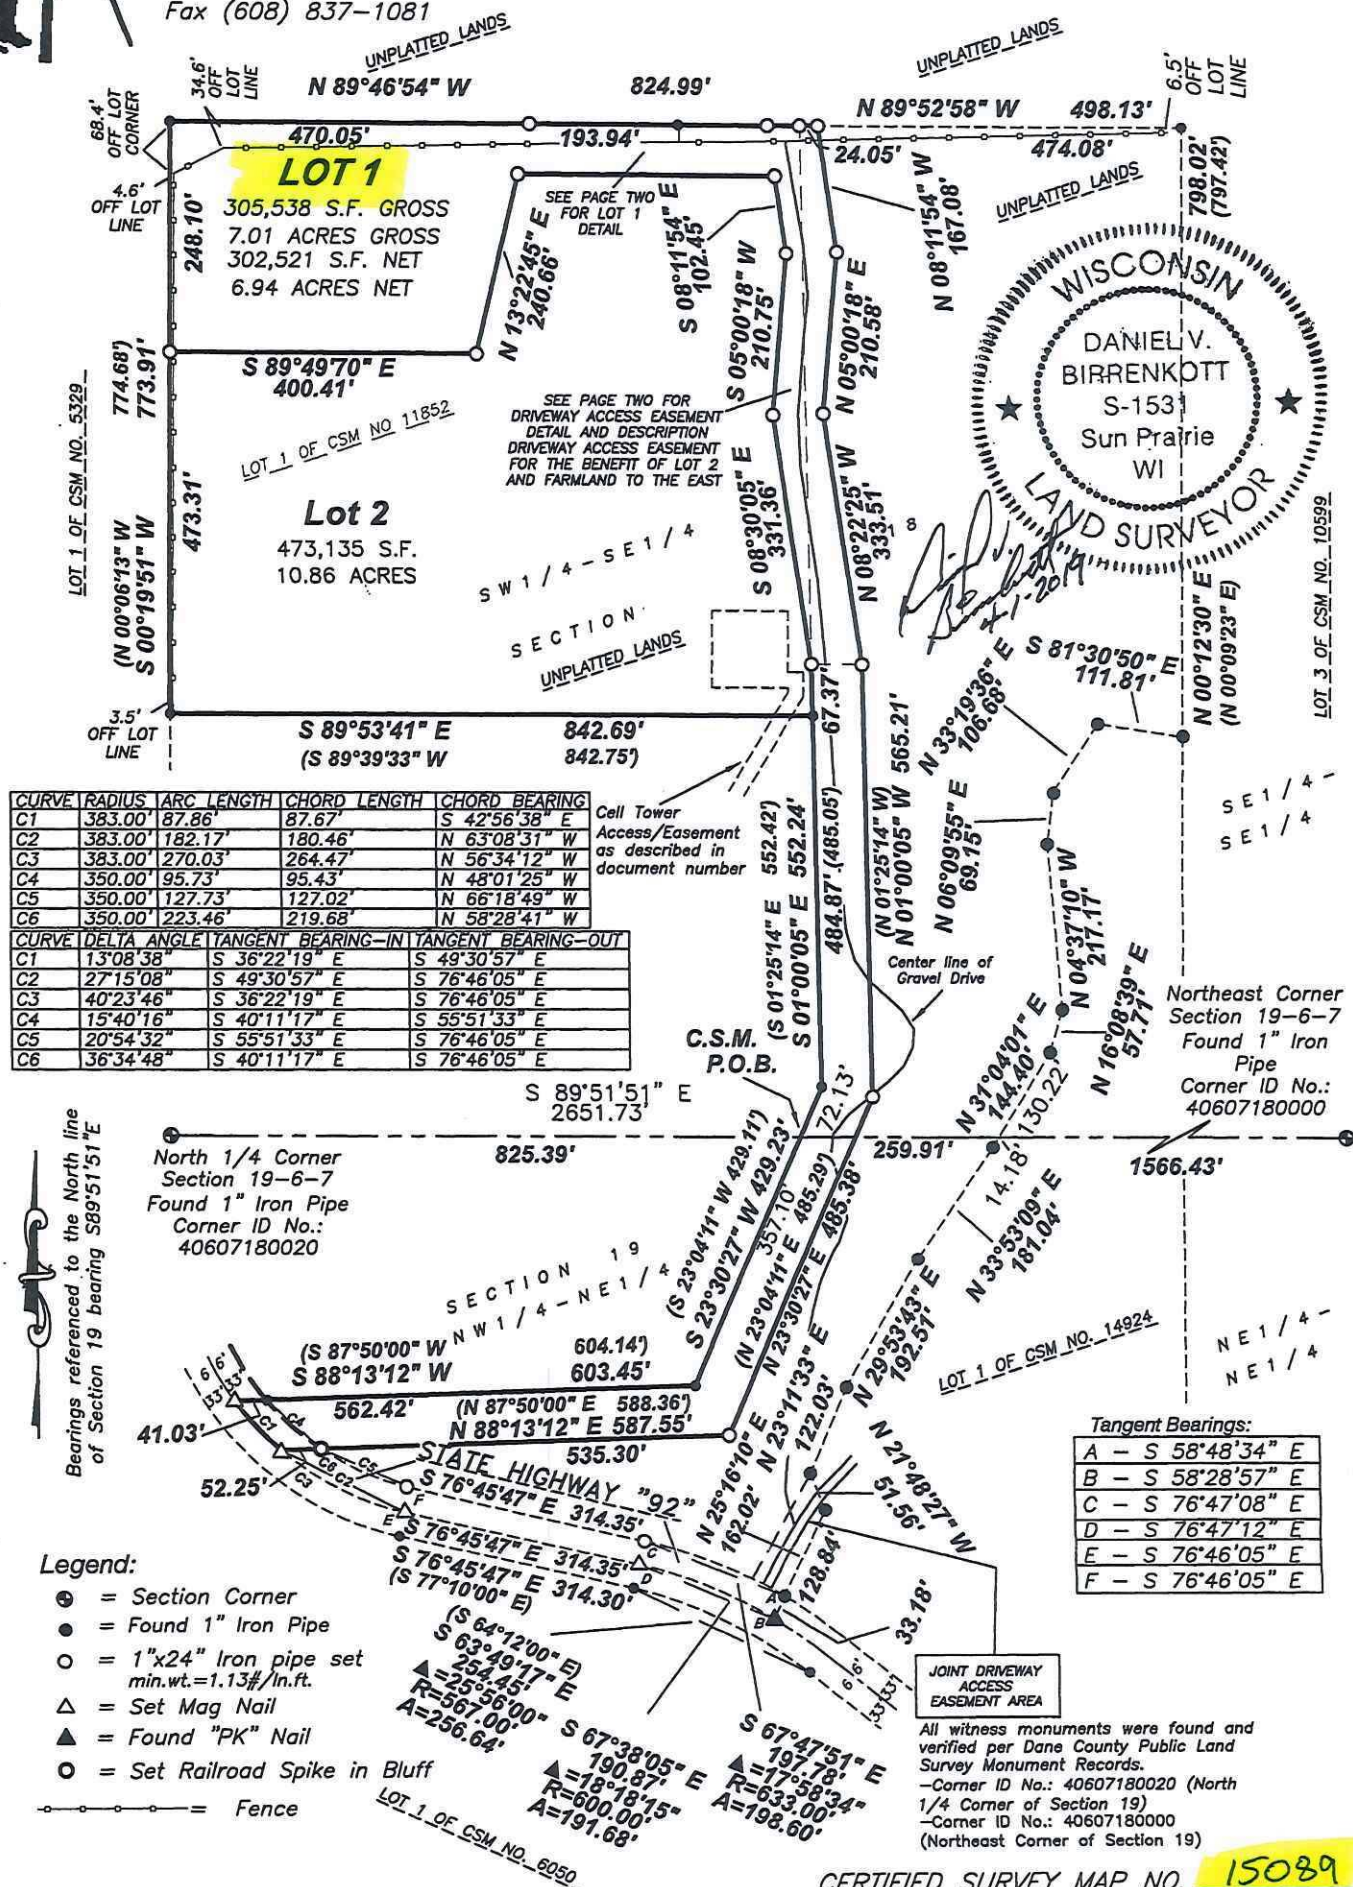 Fax (608) 837-1081
UNPLATTED LANDS
UNPLATTED LANDS
68.4'
OFF LOT
CORNER
34.6'
OFF
LOT
LINE
N 89°46'54" W
824.99'
N 89°52'58" W
498.13'
6.5'
OFF
LOT
LINE
470.05'
193.94'
24.05'
474.08'
LOT 1
305,538 S.F. GROSS
7.01 ACRES GROSS
302,521 S.F. NET
6.94 ACRES NET
4.6'
OFF LOT
LINE
248.10'
SEE PAGE TWO
FOR LOT 1
DETAIL
N 13°22'45" E
240.66'
S 08°11'54" E
102.45'
N 08°11'54" W
167.08'
UNPLATTED LANDS
798.02'
(797.42')
S 05°00'18" W
210.75'
N 05°00'18" E
210.58'
WISCONSIN
DANIEL V.
BIRRENKOTT
S-1531
Sun Prairie
WI
LAND SURVEYOR
4-1-2019
S 89°49'70" E
400.41'
774.68')
773.91'
LOT 1 OF CSM NO. 5329
LOT 1 OF CSM NO 11852
SEE PAGE TWO FOR
DRIVEWAY ACCESS EASEMENT
DETAIL AND DESCRIPTION
DRIVEWAY ACCESS EASEMENT
FOR THE BENEFIT OF LOT 2
AND FARMLAND TO THE EAST
Lot 2
473,135 S.F.
10.86 ACRES
473.31'
(N 00°06'13" W
S 00°19'51" W
SW1/4-SE1/4
SECTION 18
UNPLATTED LANDS
S 08°30'05" E
331.36'
N 08°22'25" W
333.51'
LOT 3 OF CSM NO. 10599
N 00°12'30" E
(N 00°09'23" E)
S 81°30'50" E
111.81'
N 33°19'36" E
106.68'
3.5'
OFF LOT
LINE
S 89°53'41" E 842.69'
(S 89°39'33" W 842.75')
67.37'
N 06°09'55" E
69.15'
SE1/4-
SE1/4
CURVE RADIUS ARC LENGTH CHORD LENGTH CHORD BEARING
C1 383.00' 87.86' 87.67' S 42°56'38" E
C2 383.00' 182.17' 180.46' N 63°08'31" W
C3 383.00' 270.03' 264.47' N 56°34'12" W
C4 350.00' 95.73' 95.43' N 48°01'25" W
C5 350.00' 127.73' 127.02' N 66°18'49" W
C6 350.00' 223.46' 219.68' N 58°28'41" W
CURVE DELTA ANGLE TANGENT BEARING-IN TANGENT BEARING-OUT
C1 13°08'38" S 36°22'19" E S 49°30'57" E
C2 27°15'08" S 49°30'57" E S 76°46'05" E
C3 40°23'46" S 36°22'19" E S 76°46'05" E
C4 15°40'16" S 40°11'17" E S 55°51'33" E
C5 20°54'32" S 55°51'33" E S 76°46'05" E
C6 36°34'48" S 40°11'17" E S 76°46'05" E
Cell Tower
Access/Easement
as described in
document number
(S 01°25'14" E 552.42')
S 01°00'05" E 552.24'
484.87' (485.05')
(N 01°25'14" W)
N 01°00'05" W 565.21'
Center line of
Gravel Drive
N 04°37'10" W
217.17'
N 16°08'39" E
57.71'
N 31°04'01" E
144.40'
130.22'
14.18'
Northeast Corner
Section 19-6-7
Found 1" Iron
Pipe
Corner ID No.:
40607180000
C.S.M.
P.O.B.
S 89°51'51" E
2651.73'
72.13'
825.39'
259.91'
1566.43'
North 1/4 Corner
Section 19-6-7
Found 1" Iron Pipe
Corner ID No.:
40607180020
Bearings referenced to the North line
of Section 19 bearing S89°51'51"E
(S 23°04'11" W 429.11')
S 23°30'27" W 429.23'
357.10'
(N 23°04'11" E 485.29')
N 23°30'27" E 485.38'
N 33°53'09" E
181.04'
SECTION 19
NW1/4-NE1/4
N 29°53'43" E
192.51'
LOT 1 OF CSM NO. 14924
NE1/4-
NE1/4
(S 87°50'00" W 604.14')
S 88°13'12" W 603.45'
562.42'
(N 87°50'00" E 588.36')
N 88°13'12" E 587.55'
535.30'
6' 6'
33' 33'
C1
C4
41.03'
52.25'
C3
C6
C2
C5
STATE HIGHWAY "92"
N 23°11'33" E
122.03'
N 25°16'10" E
162.02'
N 21°48'27" W
51.56'
128.84'
33.18'
E
F
S 76°45'47" E 314.35'
S 76°45'47" E 314.35'
S 76°45'47" E 314.30'
(S 77°10'00" E)
C
D
A
B
6'
6'
33' 33'
Tangent Bearings:
A - S 58°48'34" E
B - S 58°28'57" E
C - S 76°47'08" E
D - S 76°47'12" E
E - S 76°46'05" E
F - S 76°46'05" E
JOINT DRIVEWAY
ACCESS
EASEMENT AREA
(S 64°12'00" E)
S 63°49'17" E
254.45'
▲=25°56'00"
R=567.00'
A=256.64'
S 67°38'05" E
190.87'
▲=18°18'15"
R=600.00'
A=191.68'
S 67°47'51" E
197.78'
▲=17°58'34"
R=633.00'
A=198.60'
Legend:
= Section Corner
= Found 1" Iron Pipe
= 1"x24" Iron pipe set
min.wt.=1.13#/ln.ft.
= Set Mag Nail
= Found "PK" Nail
= Set Railroad Spike in Bluff
= Fence
LOT 1 OF CSM NO. 6050
All witness monuments were found and
verified per Dane County Public Land
Survey Monument Records.
-Corner ID No.: 40607180020 (North
1/4 Corner of Section 19)
-Corner ID No.: 40607180000
(Northeast Corner of Section 19)
CERTIFIED SURVEY MAP NO. 15089